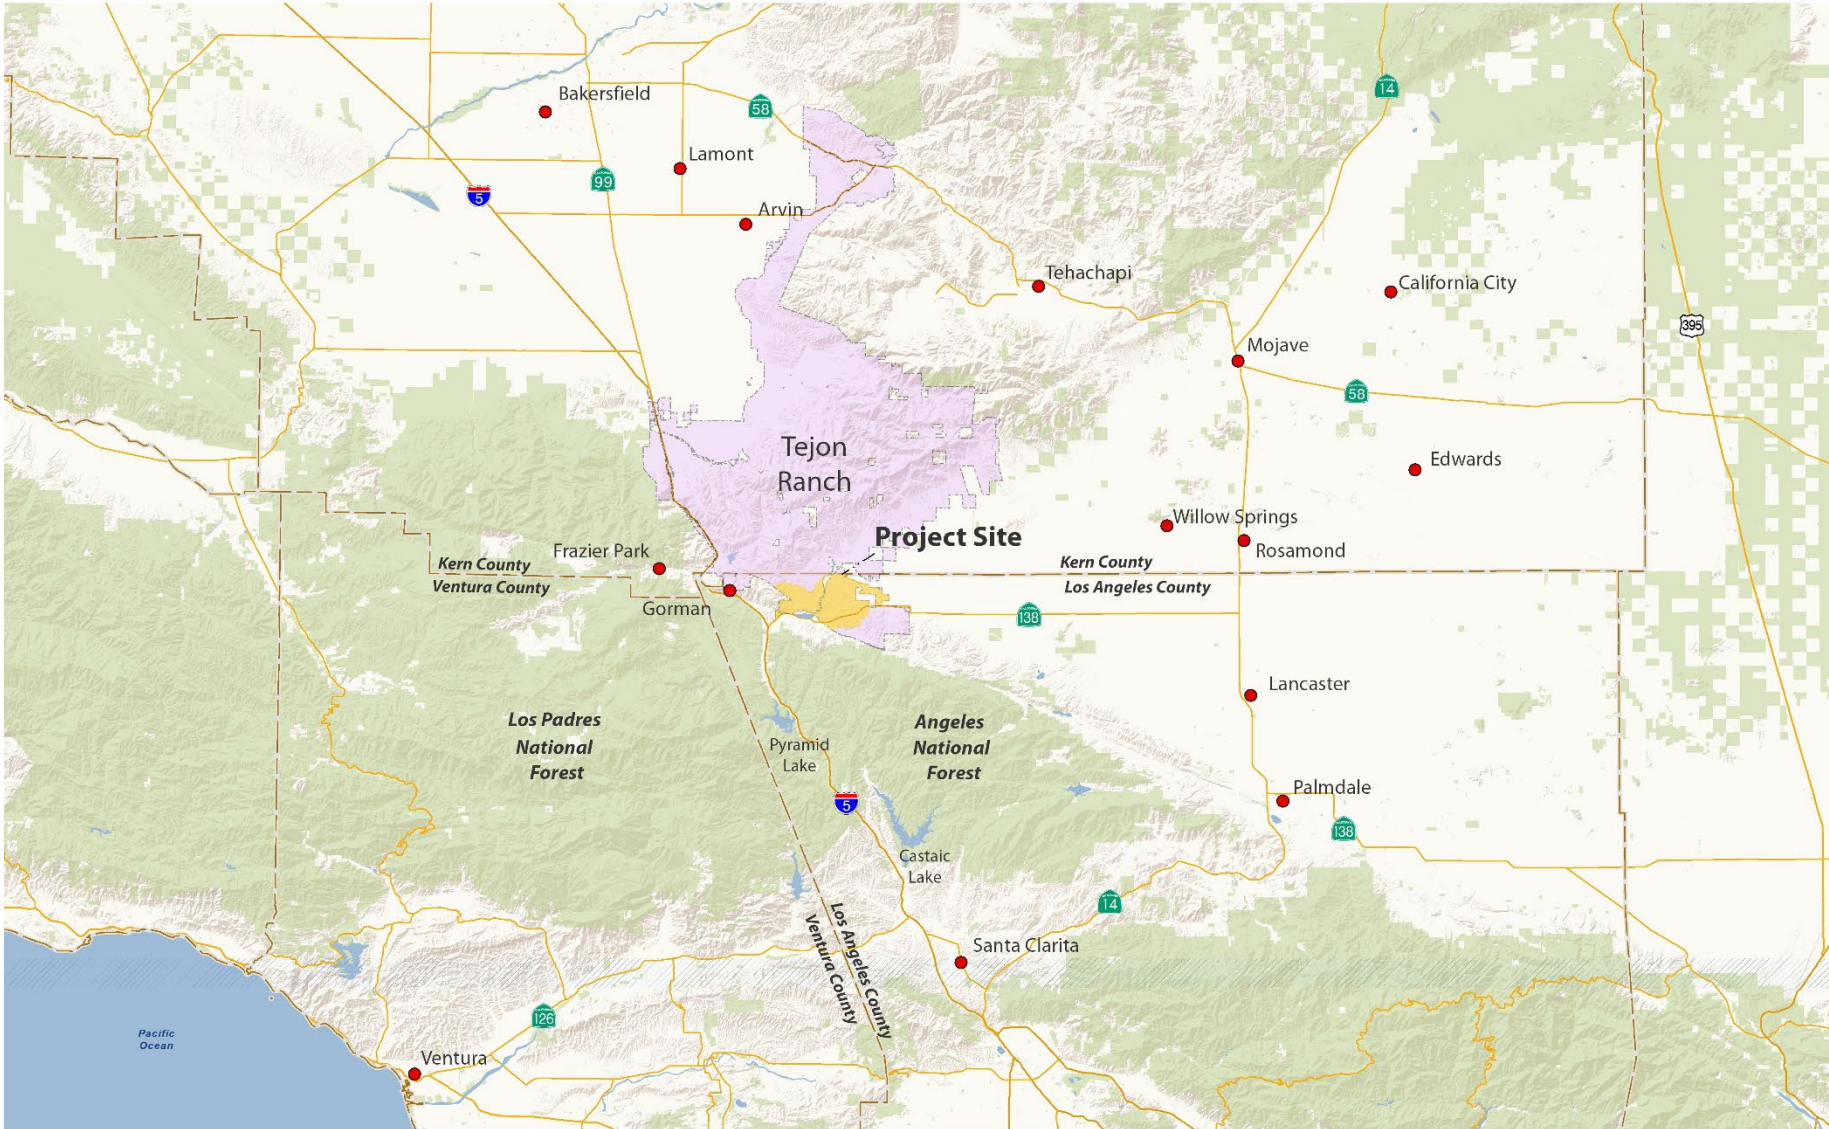 Bakersfield
58
14
Lamont
99
5
Arvin
Tehachapi
California City
395
Mojave
58
Tejon
Ranch
Edwards
Willow Springs
Project Site
Rosamond
Frazier Park
Kern County
Ventura County
Kern County
Los Angeles County
Gorman
138
Lancaster
Los Padres
National
Forest
Angeles
National
Forest
Pyramid
Lake
5
Palmdale
138
Castaic
Lake
14
Los Angeles County
Ventura County
Santa Clarita
126
Pacific
Ocean
Ventura